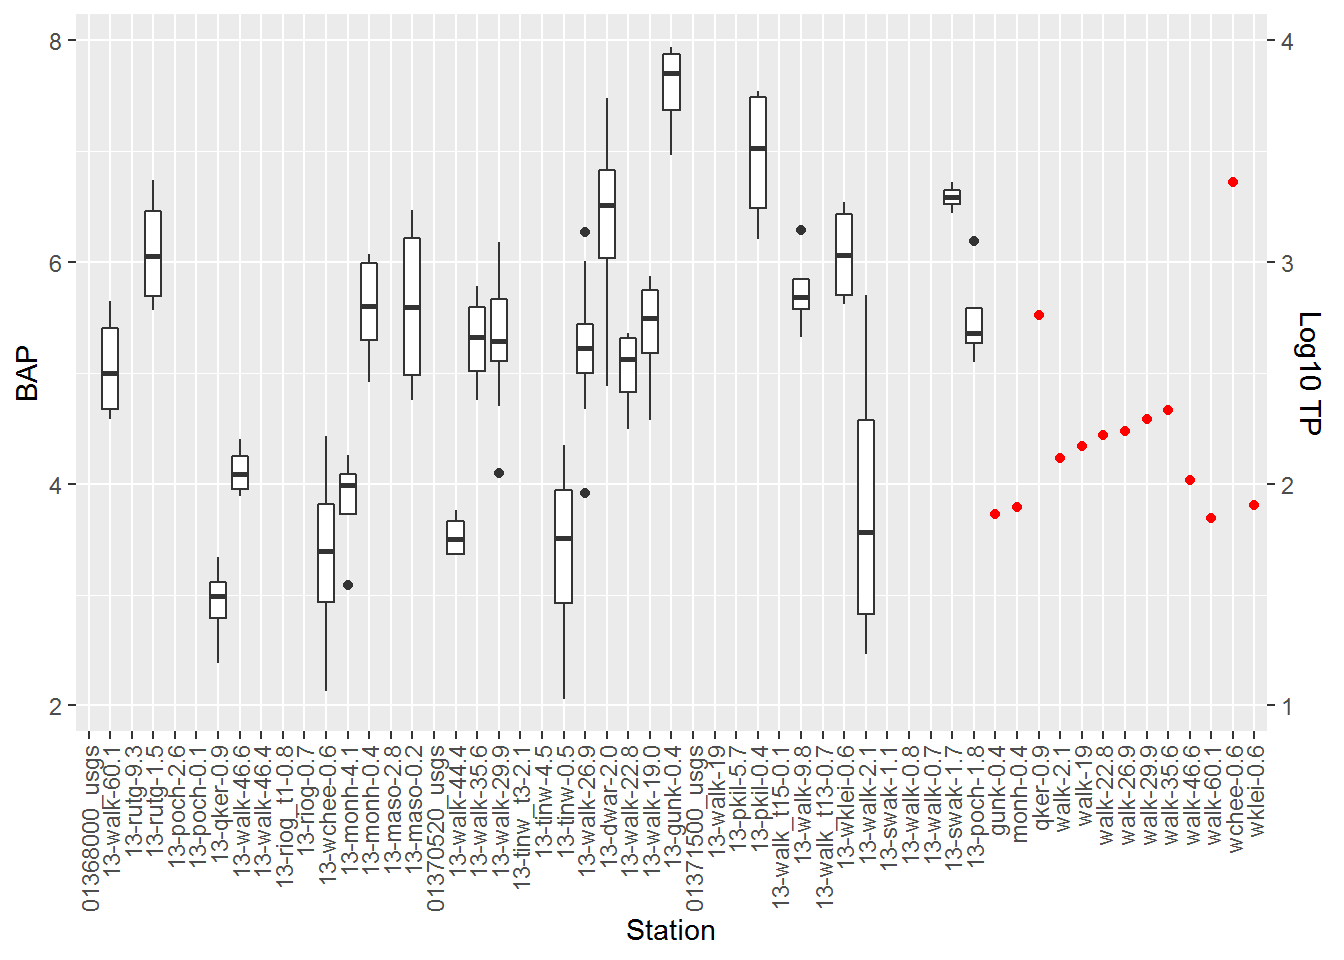 8
6
4
2
BAP
4
3
2
1
Log10 TP
01368000_usgs
13-walk-60.1
13-rutg-9.3
13-rutg-1.5
13-poch-2.6
13-poch-0.1
13-qker-0.9
13-walk-46.6
13-walk-46.4
13-riog_t1-0.8
13-riog-0.7
13-wchee-0.6
13-monh-4.1
13-monh-0.4
13-maso-2.8
13-maso-0.2
01370520_usgs
13-walk-44.4
13-walk-35.6
13-walk-29.9
13-tinw_t3-2.1
13-tinw-4.5
13-tinw-0.5
13-walk-26.9
13-dwar-2.0
13-walk-22.8
13-walk-19.0
13-gunk-0.4
01371500_usgs
13-walk-19
13-pkil-5.7
13-pkil-0.4
13-walk_t15-0.1
13-walk-9.8
13-walk_t13-0.7
13-wklei-0.6
13-walk-2.1
13-swak-1.1
13-walk-0.8
13-walk-0.7
13-swak-1.7
13-poch-1.8
gunk-0.4
monh-0.4
qker-0.9
walk-2.1
walk-19
walk-22.8
walk-26.9
walk-29.9
walk-35.6
walk-46.6
walk-60.1
wchee-0.6
wklei-0.6
Station